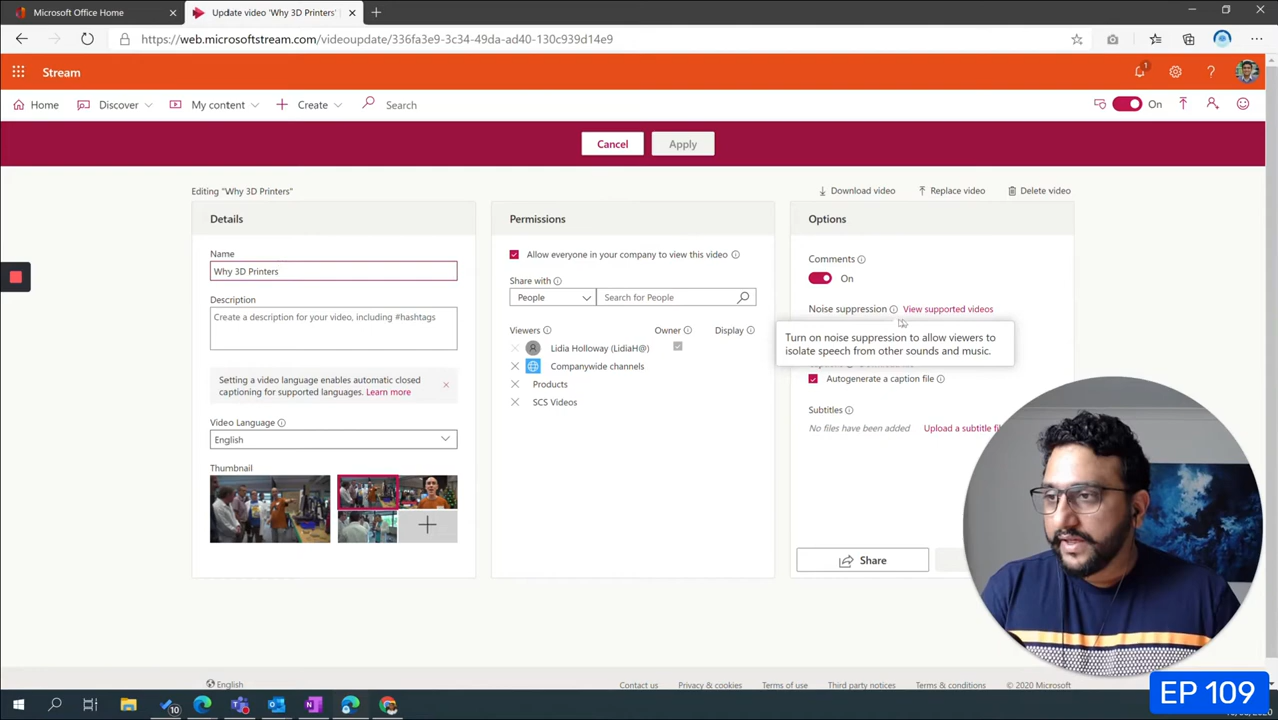 Microsoft Office Home
Update video 'Why 3D Printers'
https://web.microsoftstream.com/videoupdate/336fa3e9-3c34-49da-ad40-130c939d14e9
Stream
1
Home
Discover
My content
Create
Search
On
Cancel
Apply
Editing "Why 3D Printers"
Download video
Replace video
Delete video
Details
Permissions
Options
Name
Why 3D Printers
Description
Create a description for your video, including #hashtags
Setting a video language enables automatic closed
captioning for supported languages. Learn more
Video Language
English
Thumbnail
Allow everyone in your company to view this video
Share with
People
Search for People
Viewers
Owner
Display
Lidia Holloway (LidiaH@)
Companywide channels
Products
SCS Videos
Comments
On
Noise suppression
View supported videos
Turn on noise suppression to allow viewers to
isolate speech from other sounds and music.
Autogenerate a caption file
Subtitles
No files have been added
Upload a subtitle
Share
English
Contact us
Privacy & cookies
Terms of use
Third party notices
Terms & conditions
© 2020 Microsoft
10
EP 109